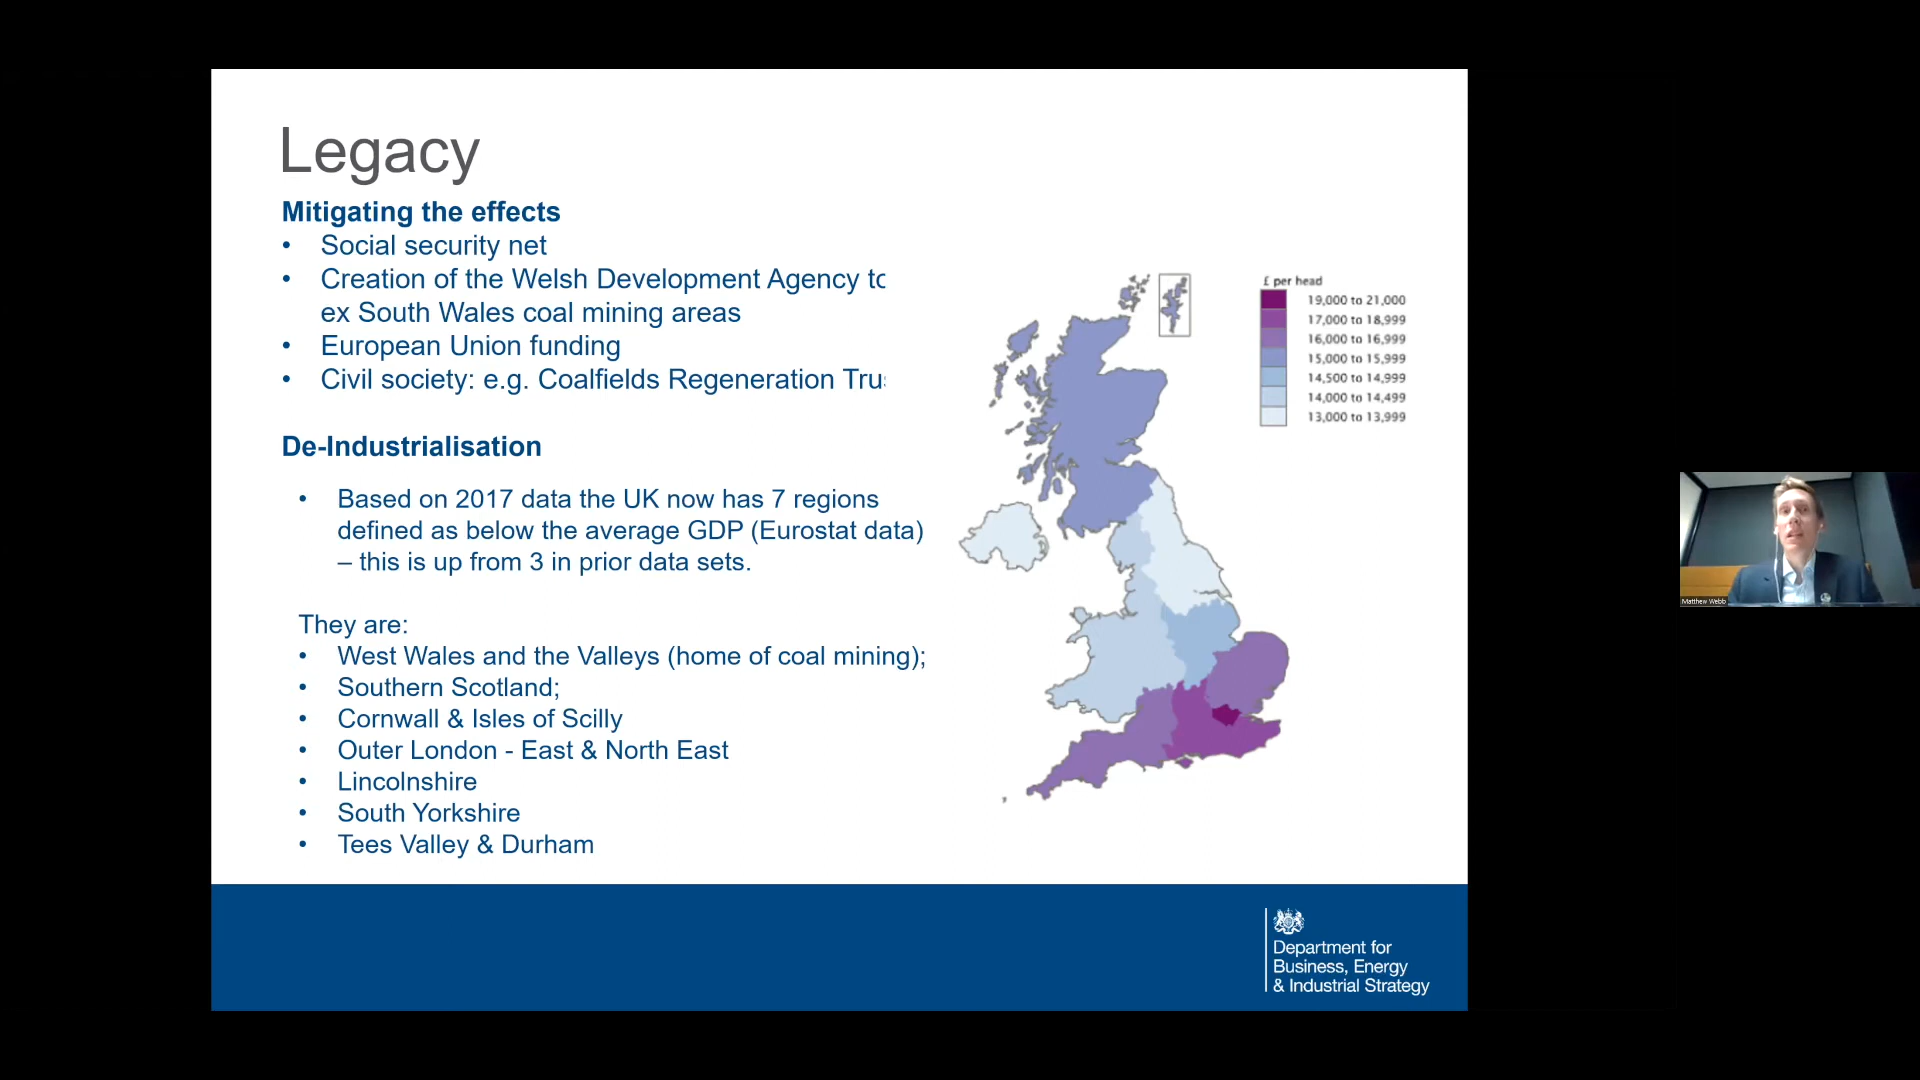 Legacy
Mitigating the effects
• Social security net
• Creation of the Welsh Development Agency to
ex South Wales coal mining areas
• European Union funding
• Civil society: e.g. Coalfields Regeneration
De-Industrialisation
• Based on 2017 data the UK now has 7 regions
defined as below the average GDP (Eurostat data)
– this is up from 3 in prior data sets.
They are:
• West Wales and the Valleys (home of coal mining);
• Southern Scotland;
• Cornwall & Isles of Scilly
• Outer London - East & North East
• Lincolnshire
• South Yorkshire
• Tees Valley & Durham
£ per head
19,000 to 21,000
17,000 to 18,999
16,000 to 16,999
15,000 to 15,999
14,500 to 14,999
14,000 to 14,499
13,000 to 13,999
Department for
Business, Energy
& Industrial Strategy
Matthew Webb